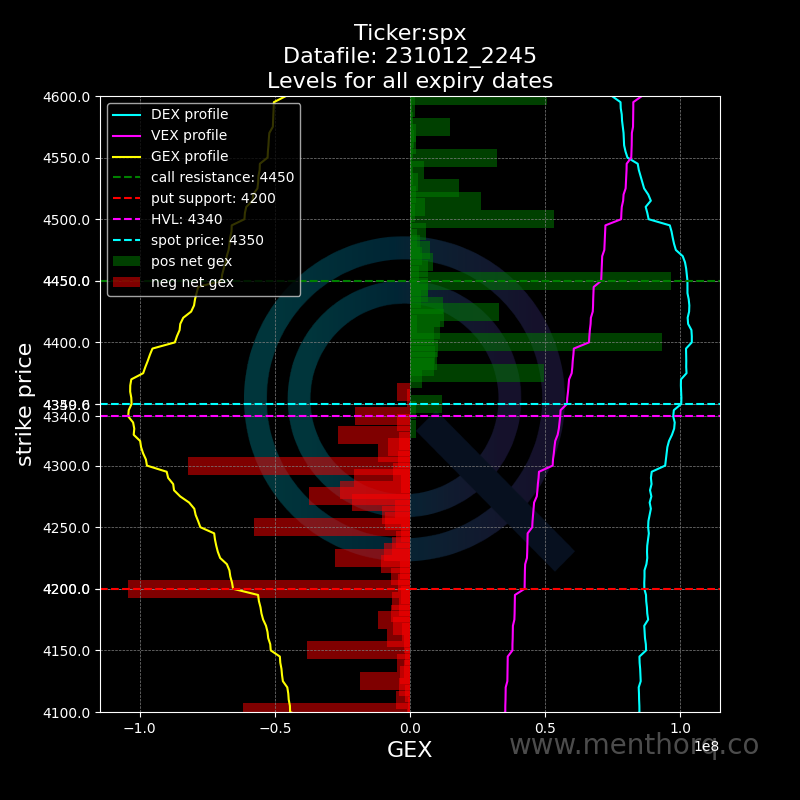 Ticker:spx
Datafile: 231012_2245
Levels for all expiry dates
DEX profile
VEX profile
GEX profile
call resistance: 4450
put support: 4200
HVL: 4340
spot price: 4350
pos net gex
neg net gex
strike price
4600.0
4550.0
4500.0
4450.0
4400.0
4340.0
4300.0
4250.0
4200.0
4150.0
4100.0
−1.0 −0.5 0.0 0.5 1.0
1e8
GEX
www.menthorq.co